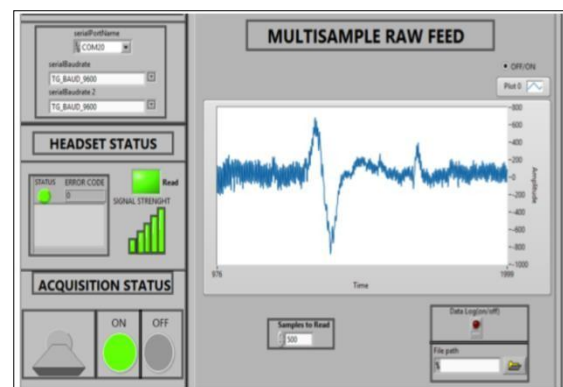 serialPortName
COM20
serialBaudrate
TG_BAUD_9600
serialBaudrate 2
TG_BAUD_9600
HEADSET STATUS
STATUS ERROR CODE
0
Read
SIGNAL STRENGHT
ACQUISITION STATUS
ON OFF
MULTISAMPLE RAW FEED
OFF/ON
Plot 0
800
600
400
200
0
-200
-400
-600
-800
-1000
Amplitude
976 1999
Time
Samples to Read
500
Data Log(on/off)
File path